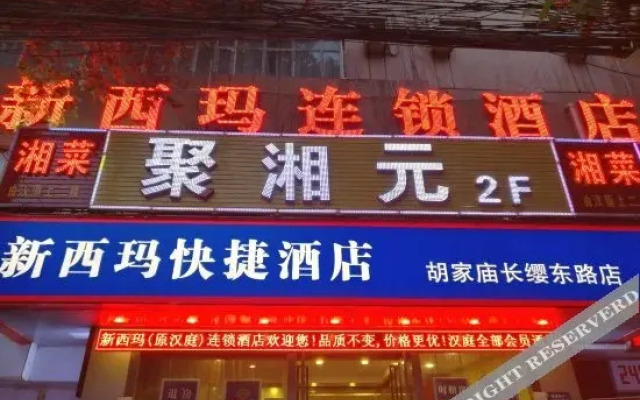 新西玛连锁酒店
湘菜 聚湘元 2F 湘菜
新西玛快捷酒店 胡家庙长缨东路店
新西玛(原汉庭)连锁酒店欢迎您!品质不变,价格更优!汉庭全部会员
RIGHT RESERVERD